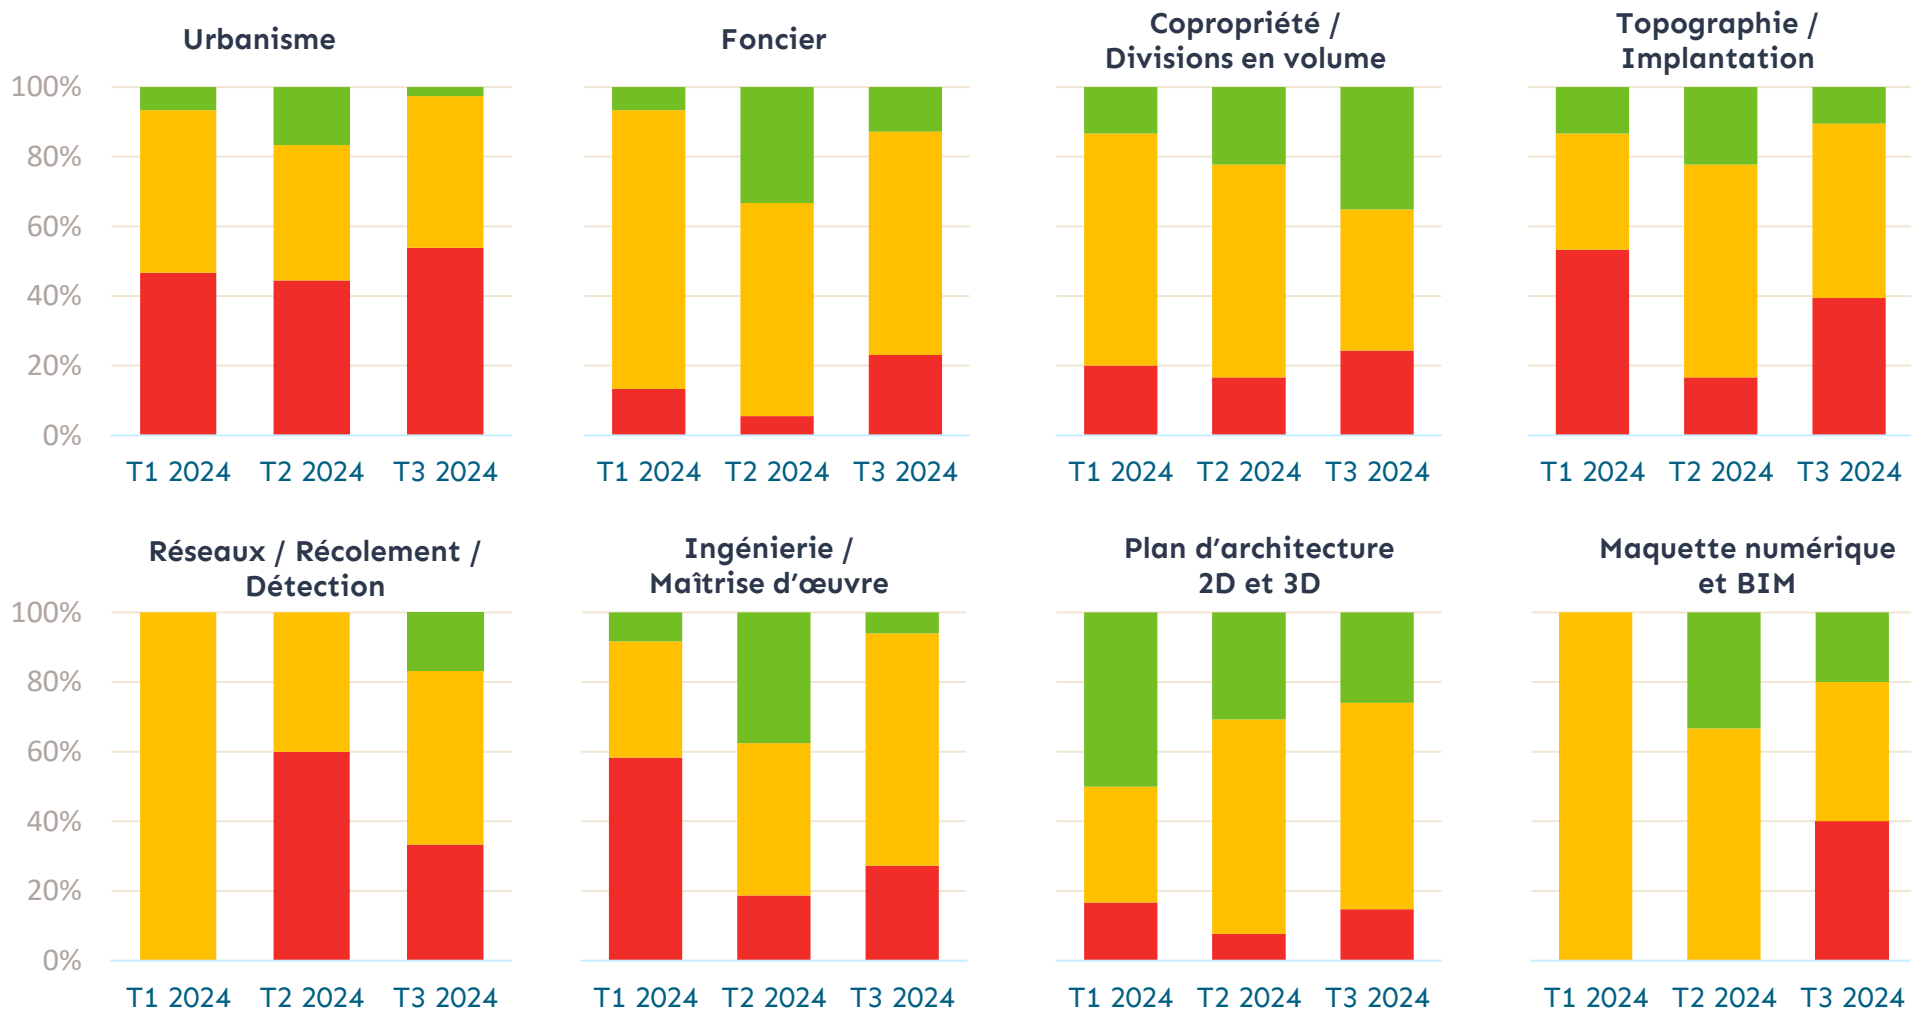 Urbanisme
Foncier
Copropriété /
Divisions en volume
Topographie /
Implantation
100%
80%
60%
40%
20%
0%
T1 2024 T2 2024 T3 2024
T1 2024 T2 2024 T3 2024
T1 2024 T2 2024 T3 2024
T1 2024 T2 2024 T3 2024
Réseaux / Récolement /
Détection
Ingénierie /
Maîtrise d’œuvre
Plan d’architecture
2D et 3D
Maquette numérique
et BIM
100%
80%
60%
40%
20%
0%
T1 2024 T2 2024 T3 2024
T1 2024 T2 2024 T3 2024
T1 2024 T2 2024 T3 2024
T1 2024 T2 2024 T3 2024